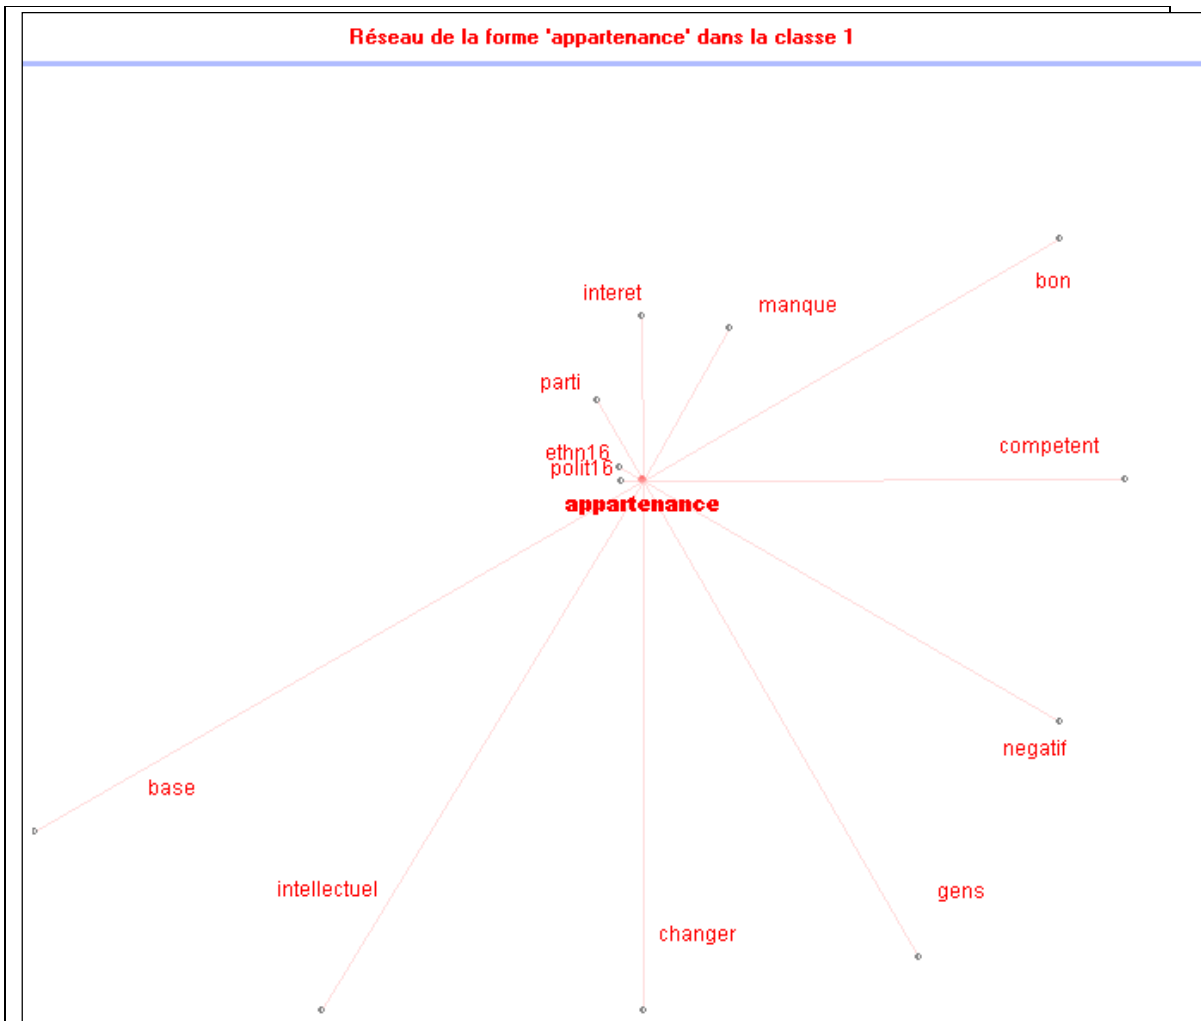 Réseau de la forme 'appartenance' dans la classe 1
bon
interet
manque
parti
competent
ethn16
polit16
appartenance
negatif
base
intellectuel
gens
changer